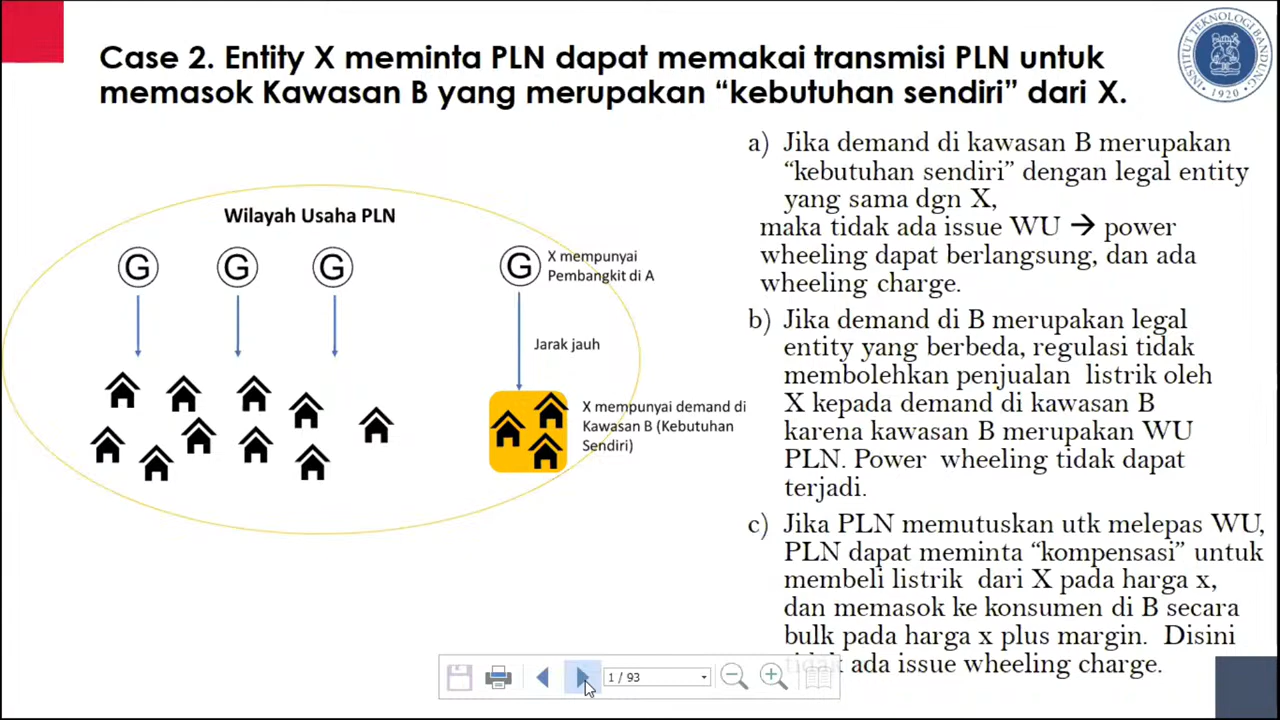 Case 2. Entity X meminta PLN dapat memakai transmisi PLN untuk
memasok Kawasan B yang merupakan “kebutuhan sendiri” dari X.
INSTITUT TEKNOLOGI BANDUNG
1920
Wilayah Usaha PLN
G
G
G
G
X mempunyai
Pembangkit di A
Jarak jauh
X mempunyai demand di
Kawasan B (Kebutuhan
Sendiri)
a) Jika demand di kawasan B merupakan
“kebutuhan sendiri” dengan legal entity
yang sama dgn X,
maka tidak ada issue WU → power
wheeling dapat berlangsung, dan ada
wheeling charge.
b) Jika demand di B merupakan legal
entity yang berbeda, regulasi tidak
membolehkan penjualan listrik oleh
X kepada demand di kawasan B
karena kawasan B merupakan WU
PLN. Power wheeling tidak dapat
terjadi.
c) Jika PLN memutuskan utk melepas WU,
PLN dapat meminta “kompensasi” untuk
membeli listrik dari X pada harga x,
dan memasok ke konsumen di B secara
bulk pada harga x plus margin. Disini
tidak ada issue wheeling charge.
1 / 93